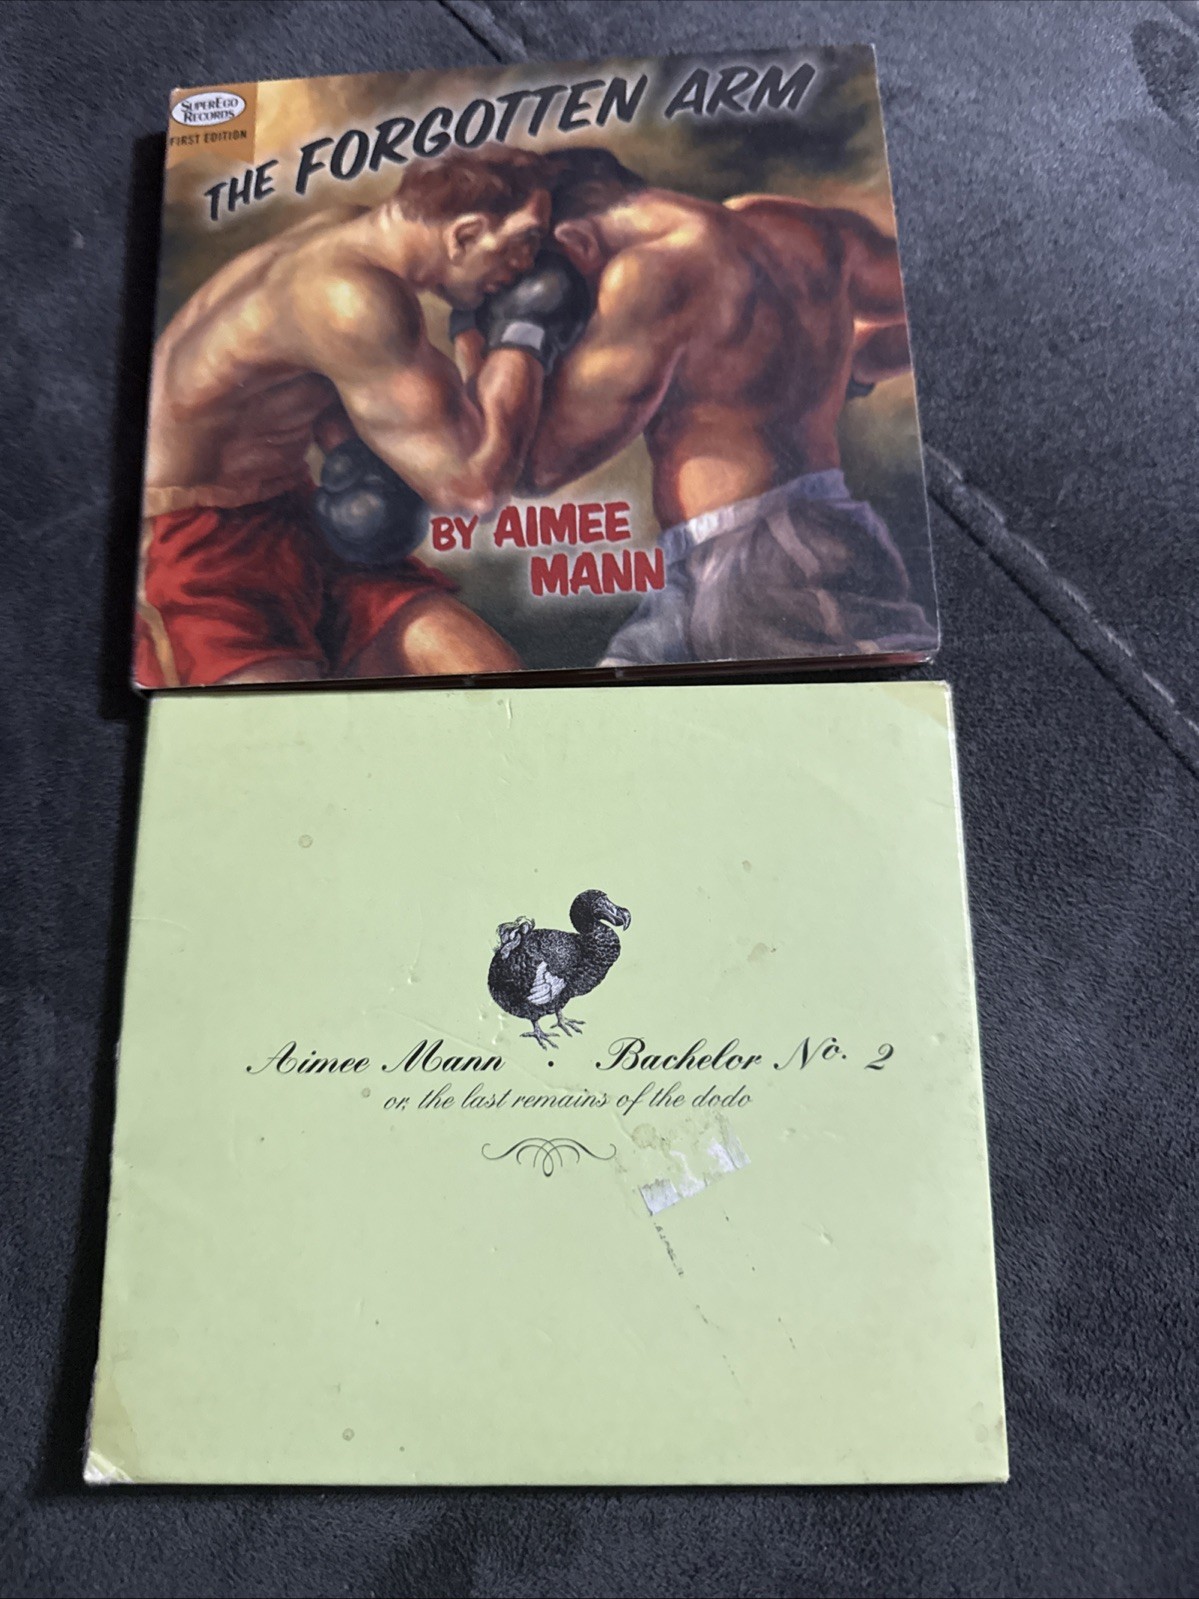 SUPEREGO
RECORDS
FIRST EDITION
THE FORGOTTEN ARM
BY AIMEE
MANN
Aimee Mann . Bachelor No. 2
or, the last remains of the dodo